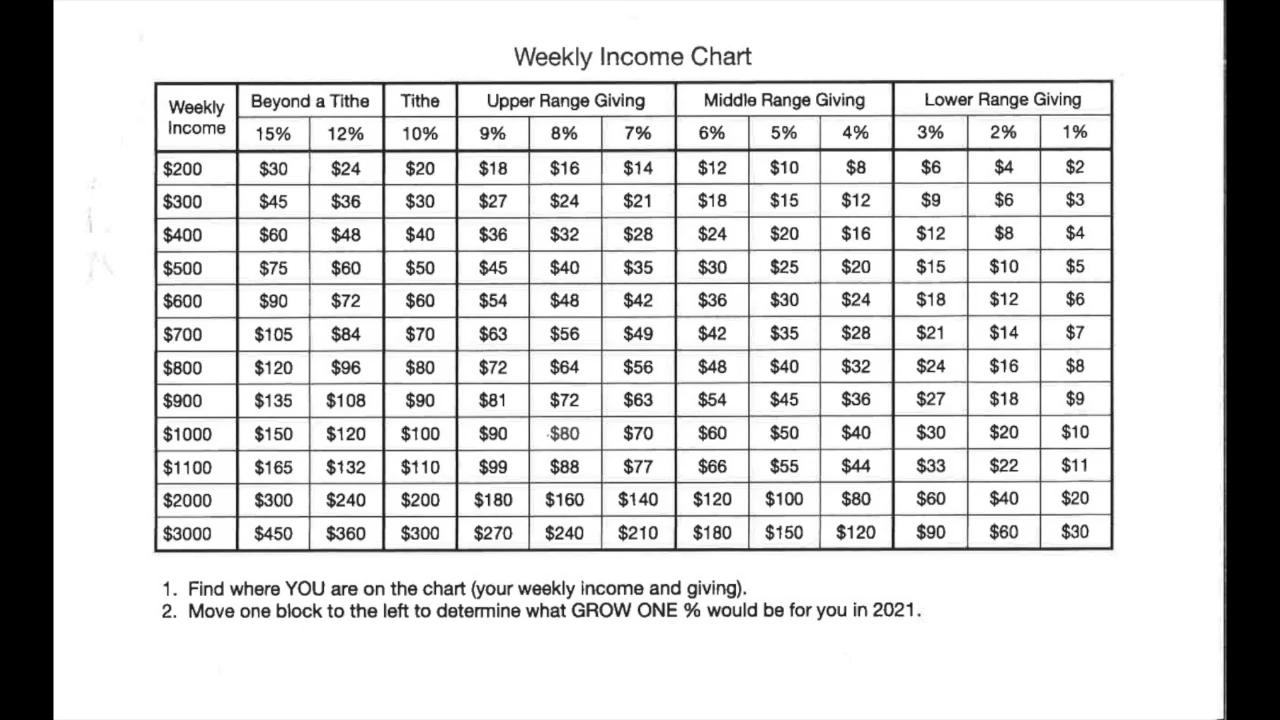 Weekly Income Chart
Weekly Income Beyond a Tithe Tithe Upper Range Giving Middle Range Giving Lower Range Giving
15% 12% 10% 9% 8% 7% 6% 5% 4% 3% 2% 1%
$200 $30 $24 $20 $18 $16 $14 $12 $10 $8 $6 $4 $2
$300 $45 $36 $30 $27 $24 $21 $18 $15 $12 $9 $6 $3
$400 $60 $48 $40 $36 $32 $28 $24 $20 $16 $12 $8 $4
$500 $75 $60 $50 $45 $40 $35 $30 $25 $20 $15 $10 $5
$600 $90 $72 $60 $54 $48 $42 $36 $30 $24 $18 $12 $6
$700 $105 $84 $70 $63 $56 $49 $42 $35 $28 $21 $14 $7
$800 $120 $96 $80 $72 $64 $56 $48 $40 $32 $24 $16 $8
$900 $135 $108 $90 $81 $72 $63 $54 $45 $36 $27 $18 $9
$1000 $150 $120 $100 $90 $80 $70 $60 $50 $40 $30 $20 $10
$1100 $165 $132 $110 $99 $88 $77 $66 $55 $44 $33 $22 $11
$2000 $300 $240 $200 $180 $160 $140 $120 $100 $80 $60 $40 $20
$3000 $450 $360 $300 $270 $240 $210 $180 $150 $120 $90 $60 $30
1. Find where YOU are on the chart (your weekly income and giving).
2. Move one block to the left to determine what GROW ONE % would be for you in 2021.